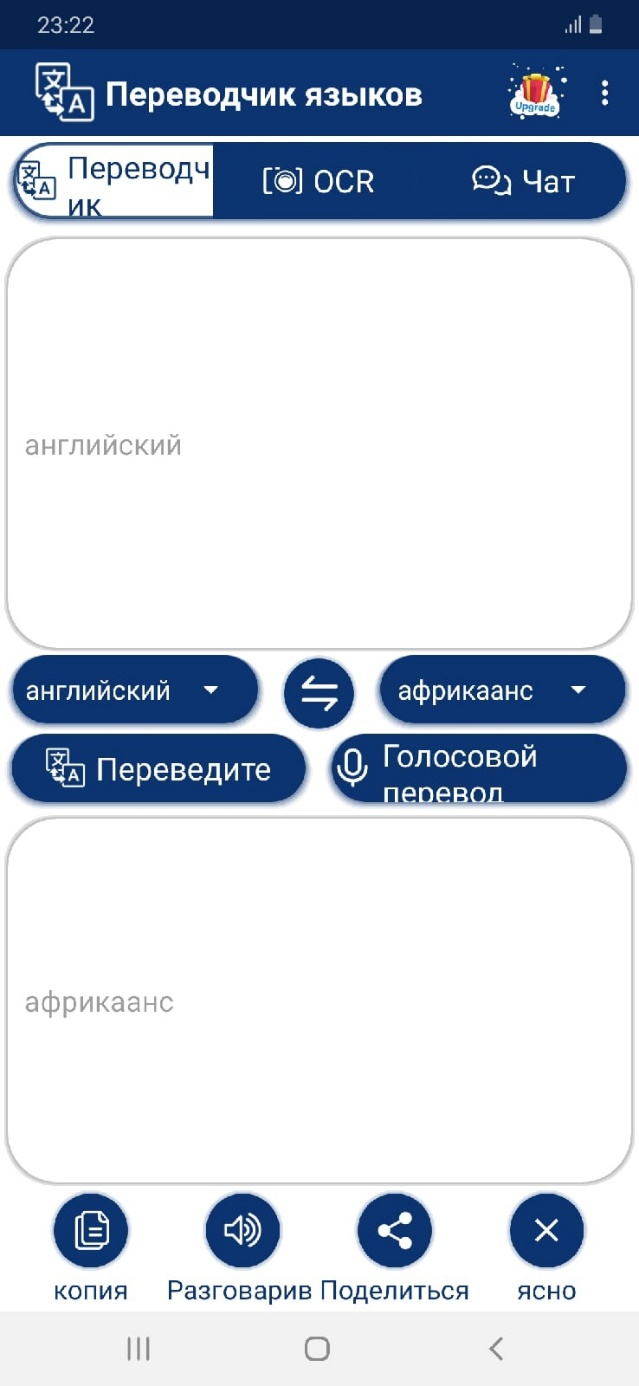 23:22
Переводчик языков
Upgrade
Переводч
ик
OCR
Чат
английский
английский
африкаанс
Переведите
Голосовой
перевод
африкаанс
копия
Разговарив
Поделиться
ясно